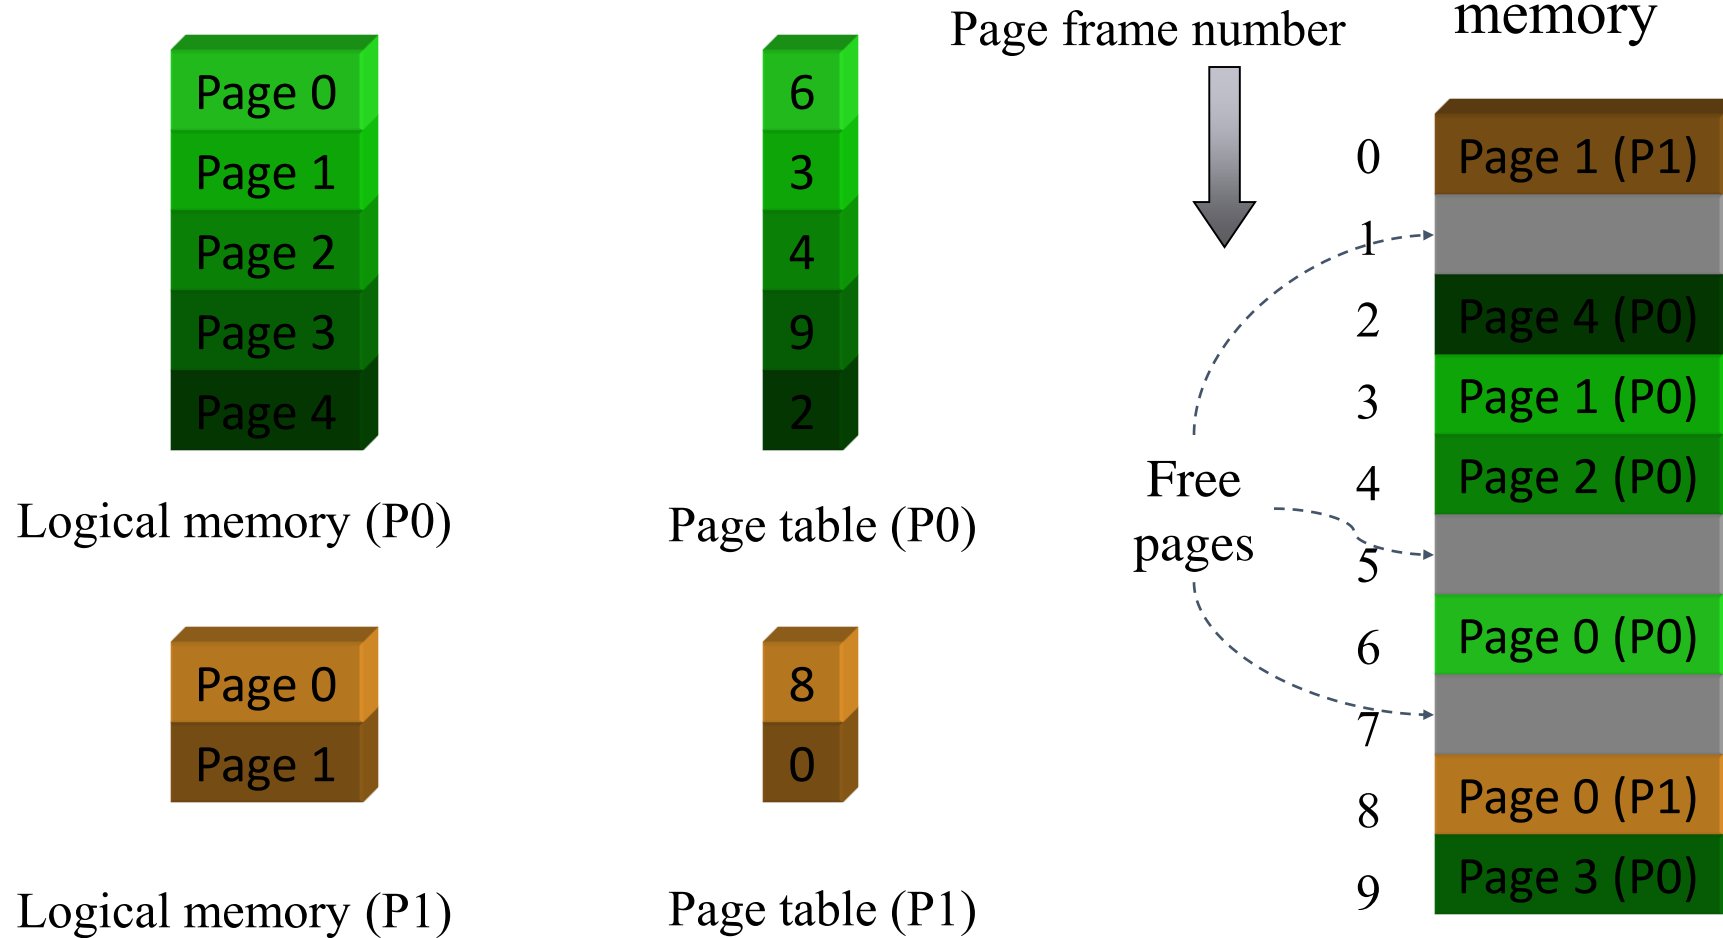 Page 0
Page 1
Page 2
Page 3
Page 4
Logical memory (P0)
6
3
4
9
2
Page table (P0)
Page 0
Page 1
Logical memory (P1)
8
0
Page table (P1)
Page frame number
Free
pages
memory
0
Page 1 (P1)
1
2
Page 4 (P0)
3
Page 1 (P0)
4
Page 2 (P0)
5
6
Page 0 (P0)
7
8
Page 0 (P1)
9
Page 3 (P0)